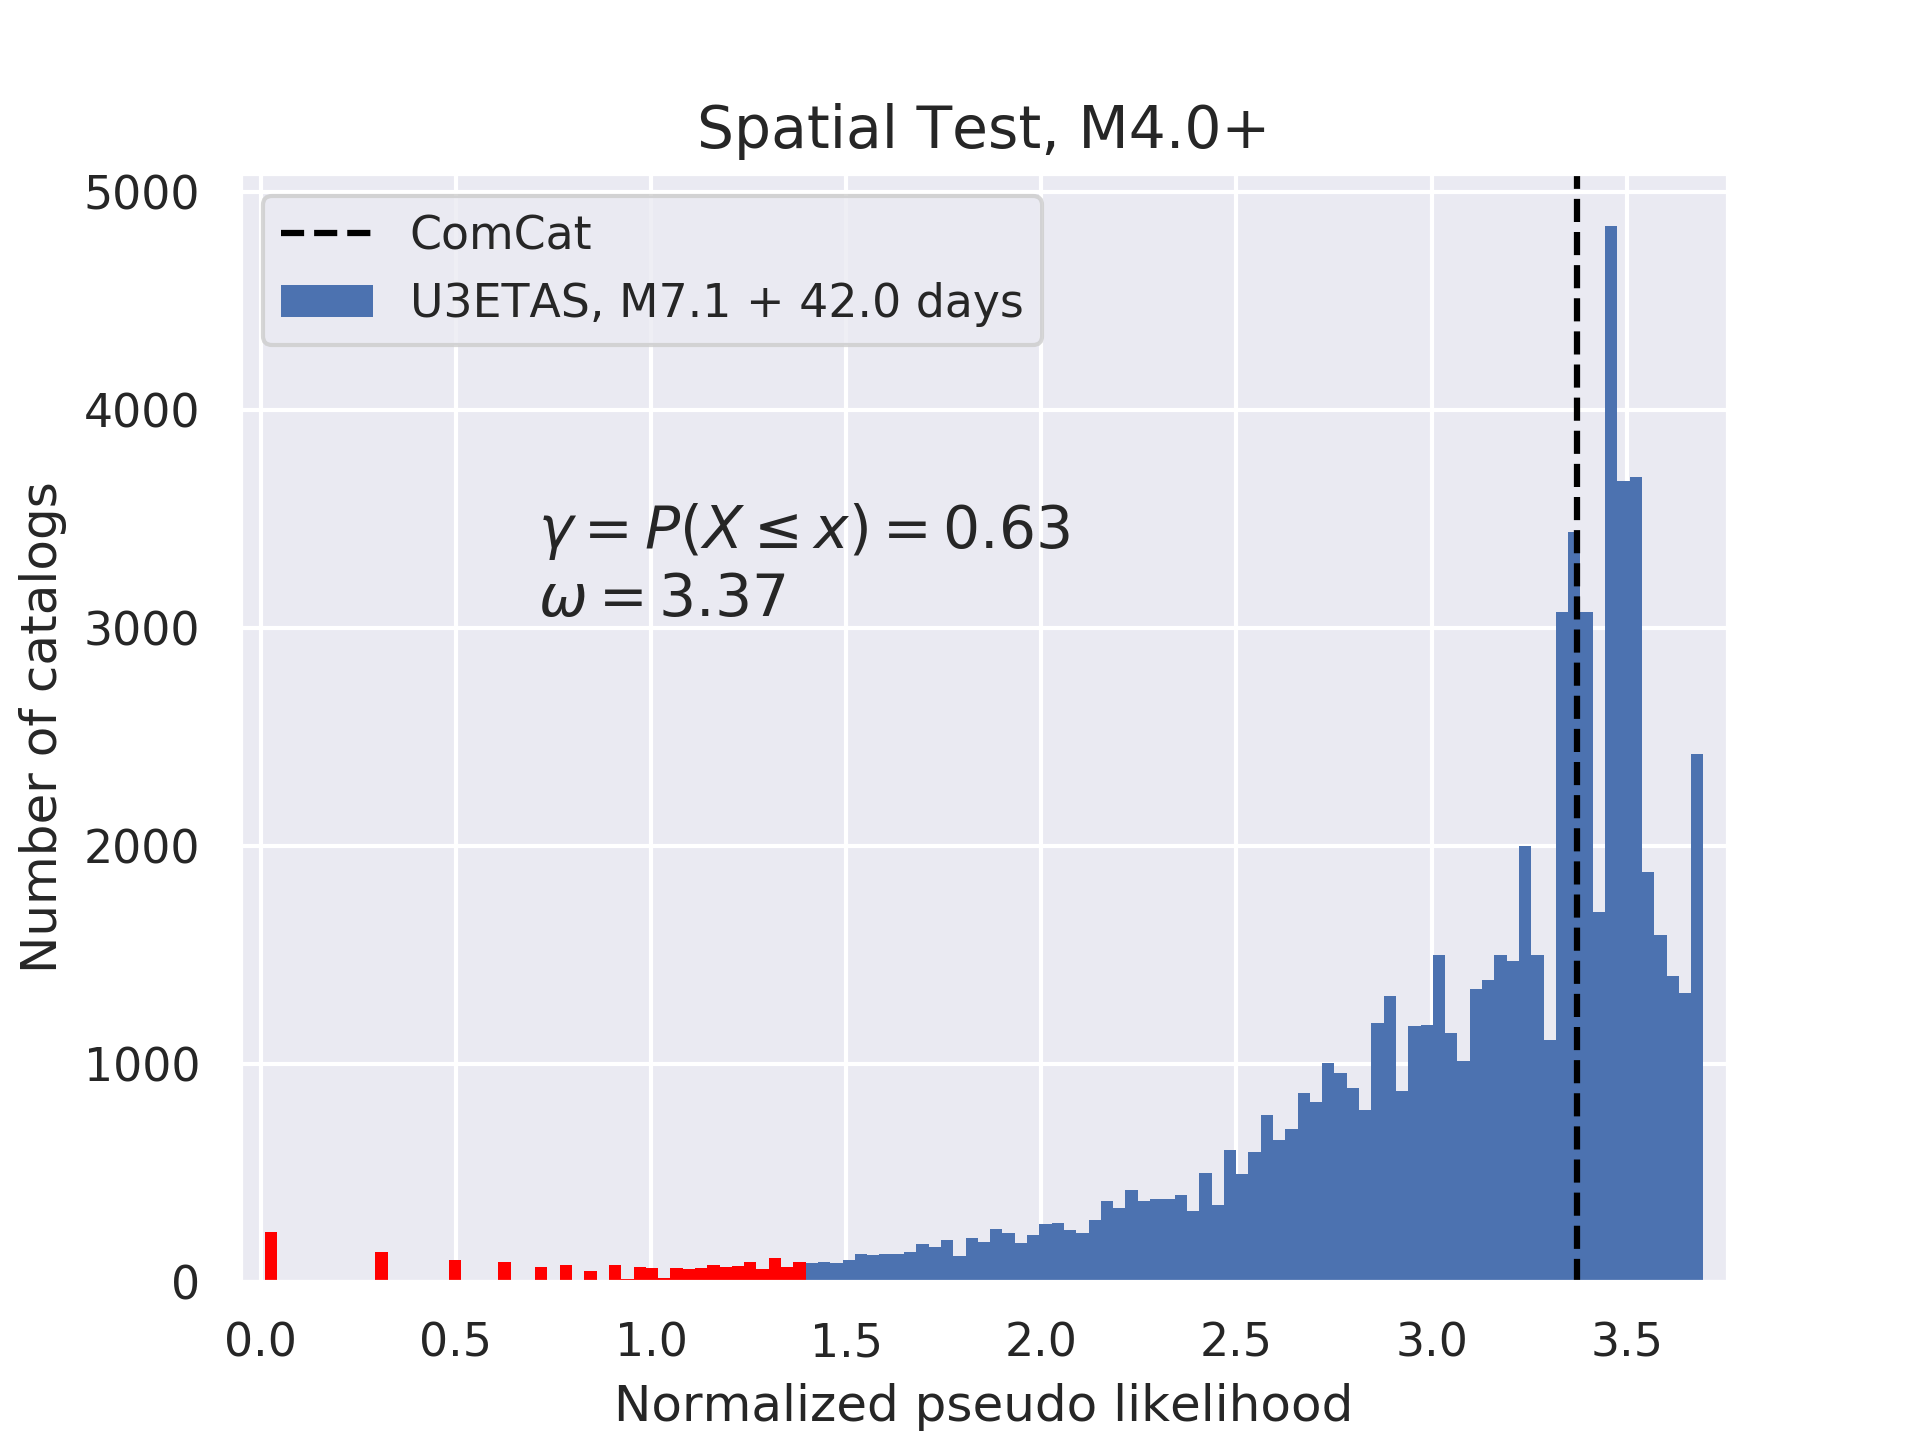 Spatial Test, M4.0+
ComCat
U3ETAS, M7.1 + 42.0 days
γ = P(X ≤ x) = 0.63
ω = 3.37
Number of catalogs
5000
4000
3000
2000
1000
0
0.0 0.5 1.0 1.5 2.0 2.5 3.0 3.5
Normalized pseudo likelihood